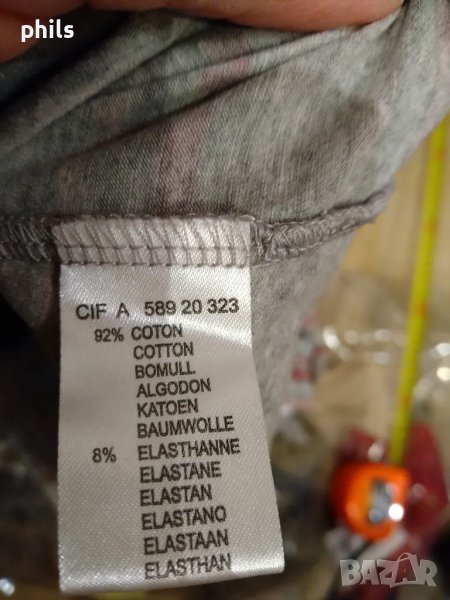 phils
CIF A 589 20 323
92% COTON
COTTON
BOMULL
ALGODON
KATOEN
BAUMWOLLE
8% ELASTHANNE
ELASTANE
ELASTAN
ELASTANO
ELASTAAN
ELASTHAN
BAZAR